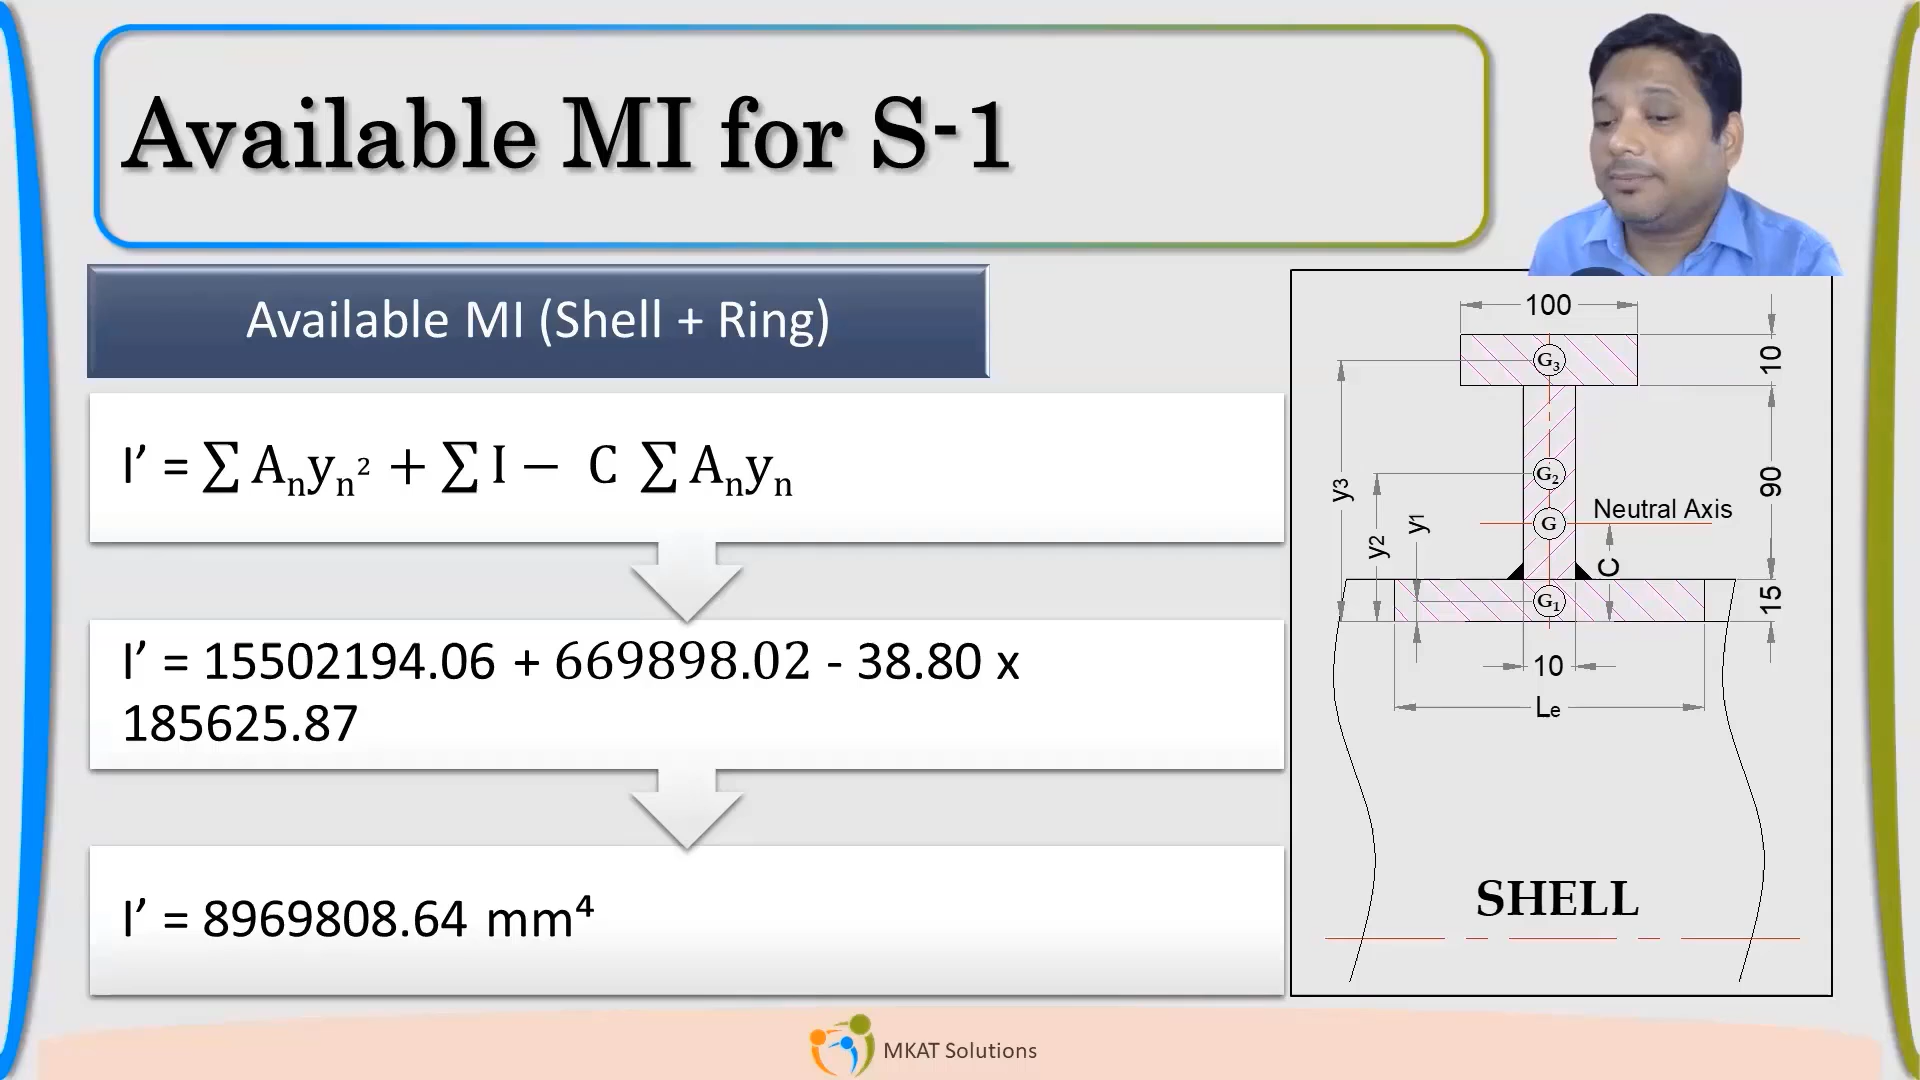 Available MI for S-1
Available MI (Shell + Ring)
I’ = ∑ Aₙyₙ² + ∑ I − C ∑ Aₙyₙ
I’ = 15502194.06 + 669898.02 - 38.80 x
185625.87
I’ = 8969808.64 mm⁴
100
10
G₃
y3
G₂
90
y2
y1
G
Neutral Axis
C
G₁
15
10
Le
SHELL
MKAT Solutions